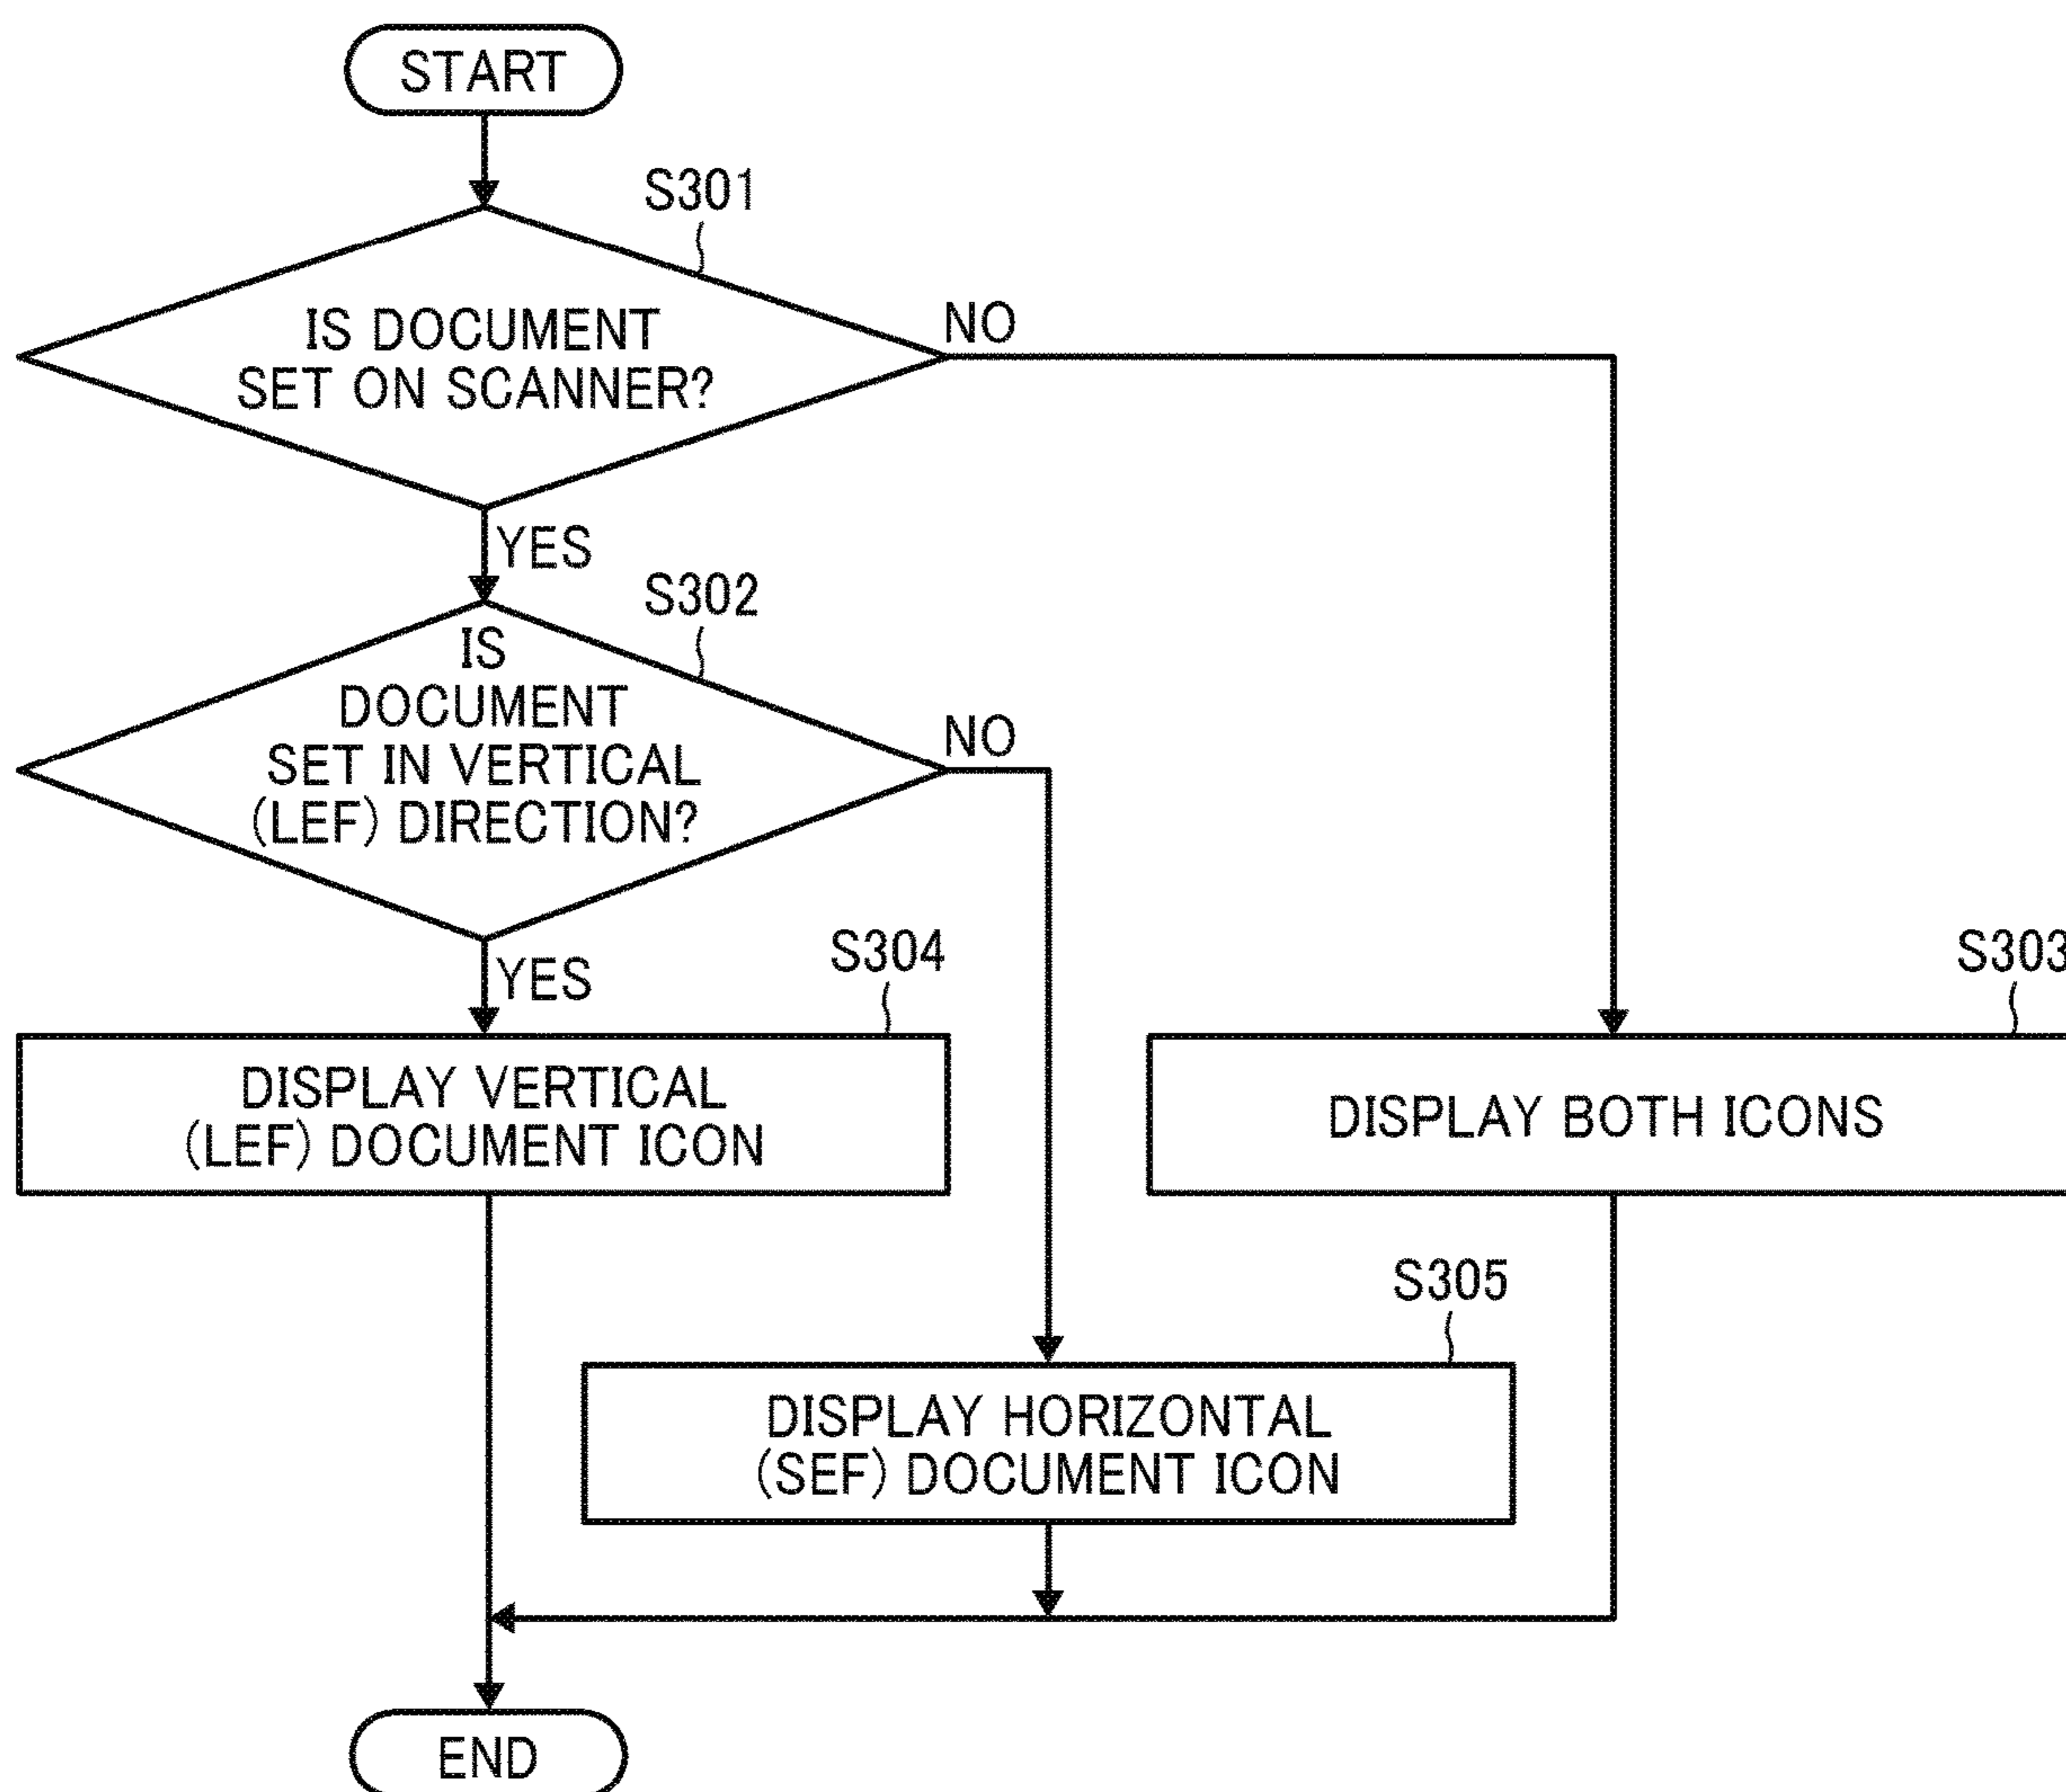 START
S301
IS DOCUMENT
SET ON SCANNER?
NO
YES
S302
IS
DOCUMENT
SET IN VERTICAL
(LEF) DIRECTION?
NO
YES
S304
DISPLAY VERTICAL
(LEF) DOCUMENT ICON
S303
DISPLAY BOTH ICONS
S305
DISPLAY HORIZONTAL
(SEF) DOCUMENT ICON
END